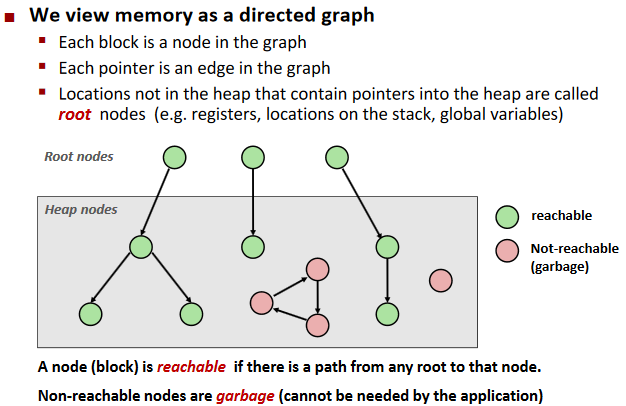 We view memory as a directed graph
Each block is a node in the graph
Each pointer is an edge in the graph
Locations not in the heap that contain pointers into the heap are called
root nodes (e.g. registers, locations on the stack, global variables)
Root nodes
Heap nodes
reachable
Not-reachable
(garbage)
A node (block) is reachable if there is a path from any root to that node.
Non-reachable nodes are garbage (cannot be needed by the application)